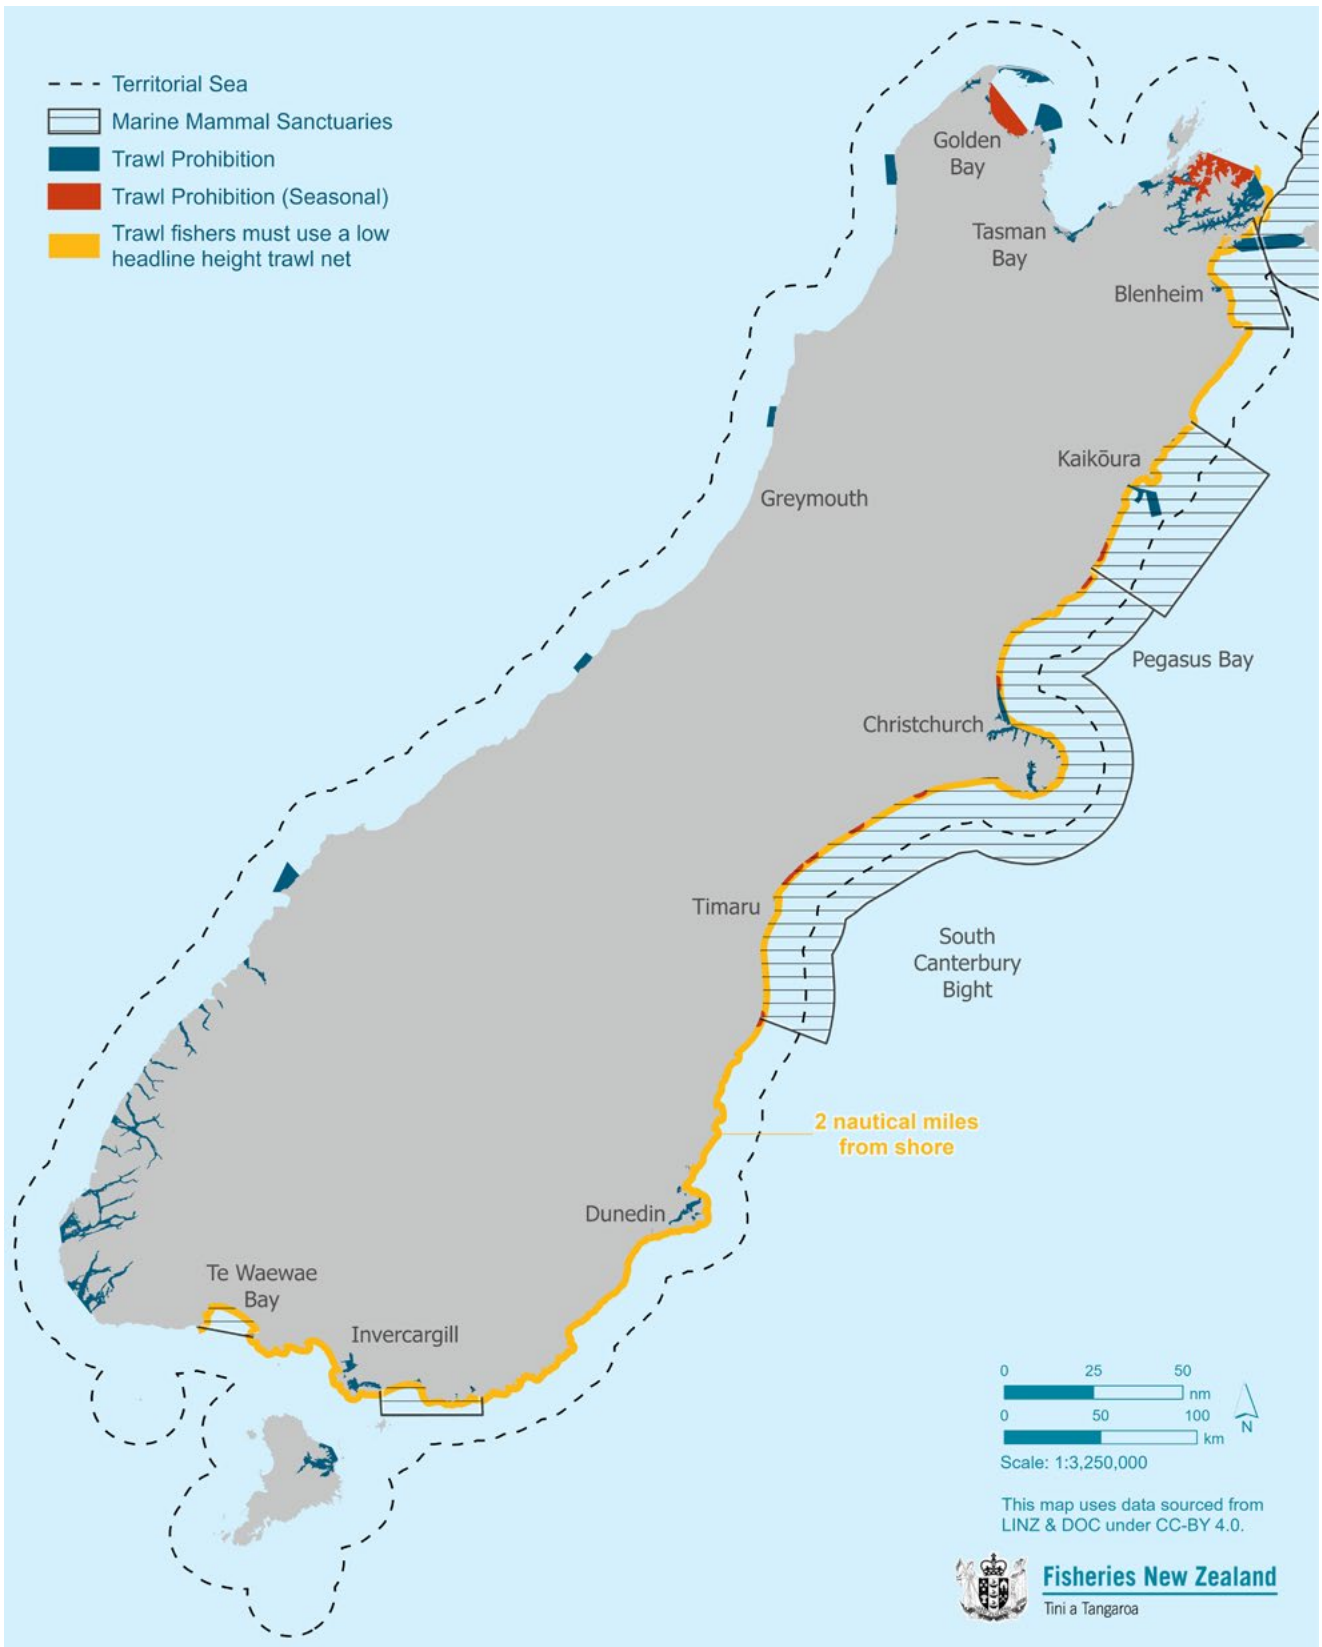 Territorial Sea
Marine Mammal Sanctuaries
Trawl Prohibition
Trawl Prohibition (Seasonal)
Trawl fishers must use a low
headline height trawl net
Golden
Bay
Tasman
Bay
Blenheim
Kaikōura
Greymouth
Pegasus Bay
Christchurch
Timaru
South
Canterbury
Bight
2 nautical miles
from shore
Dunedin
Te Waewae
Bay
Invercargill
0 25 50
nm
0 50 100
km
N
Scale: 1:3,250,000
This map uses data sourced from
LINZ & DOC under CC-BY 4.0.
Fisheries New Zealand
Tini a Tangaroa